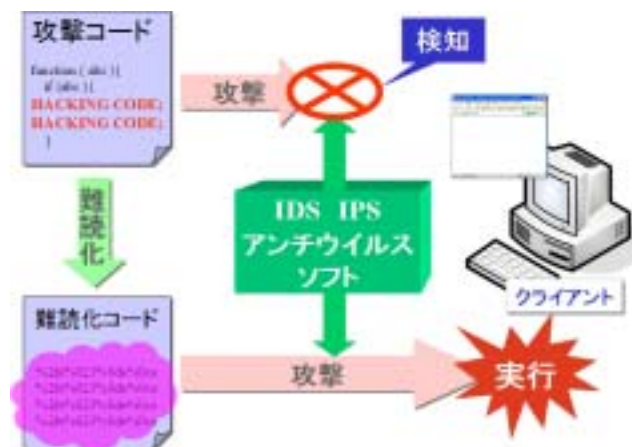 攻撃コード
function ( abc ) {
if (abc ) {
HACKING CODE;
HACKING CODE;
}
攻撃
検知
難読化
IDS IPS
アンチウイルス
ソフト
クライアント
難読化コード
攻撃
実行